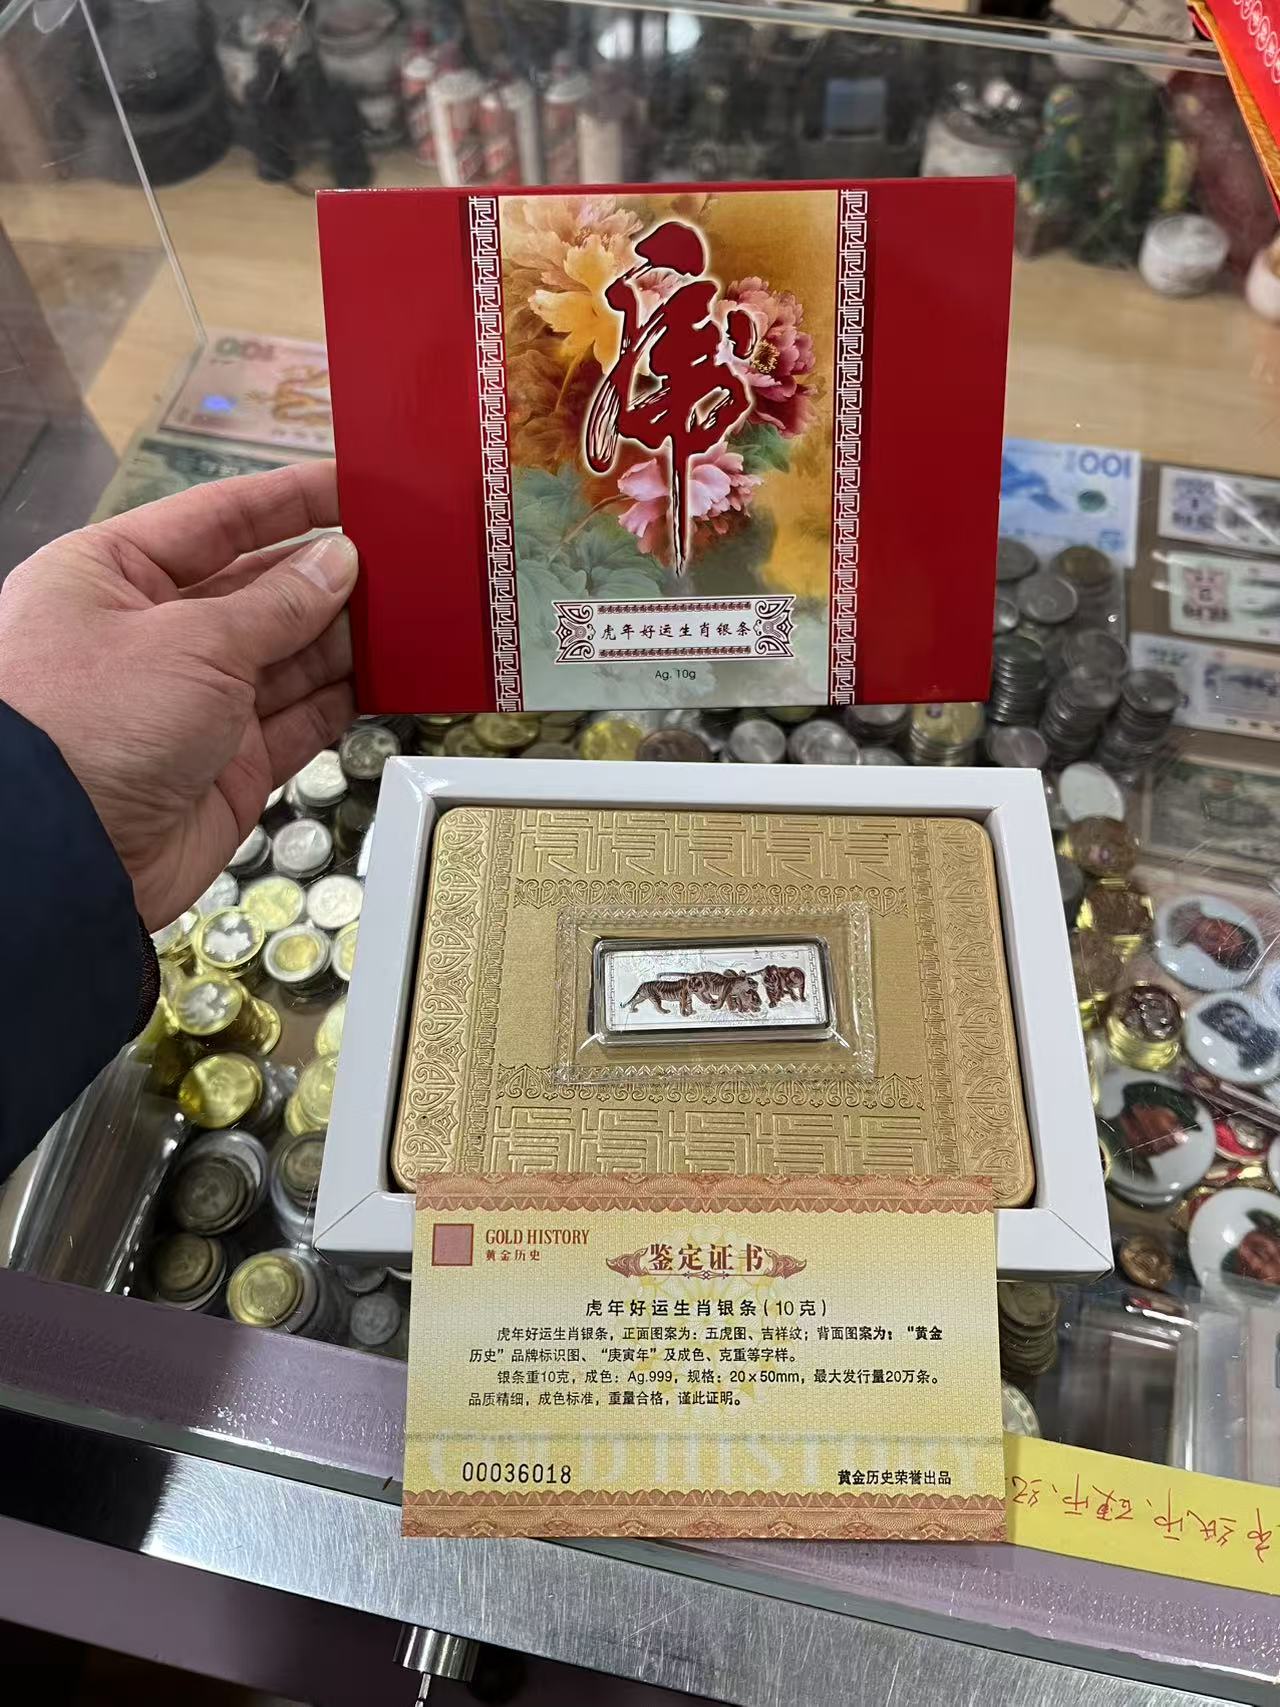 100
虎
100
虎年好运生肖银条
Ag. 10g
GOLD HISTORY
黄金历史
鉴定证书
虎年好运生肖银条(10克)
虎年好运生肖银条，正面图案为：五虎图、吉祥纹；背面图案为："黄金
历史"品牌标识图、"庚寅年"及成色、克重等字样。
银条重10克，成色：Ag.999，规格：20×50mm，最大发行量20万条。
品质精细，成色标准，重量合格，谨此证明。
GOLD HISTORY
00036018
黄金历史荣誉出品